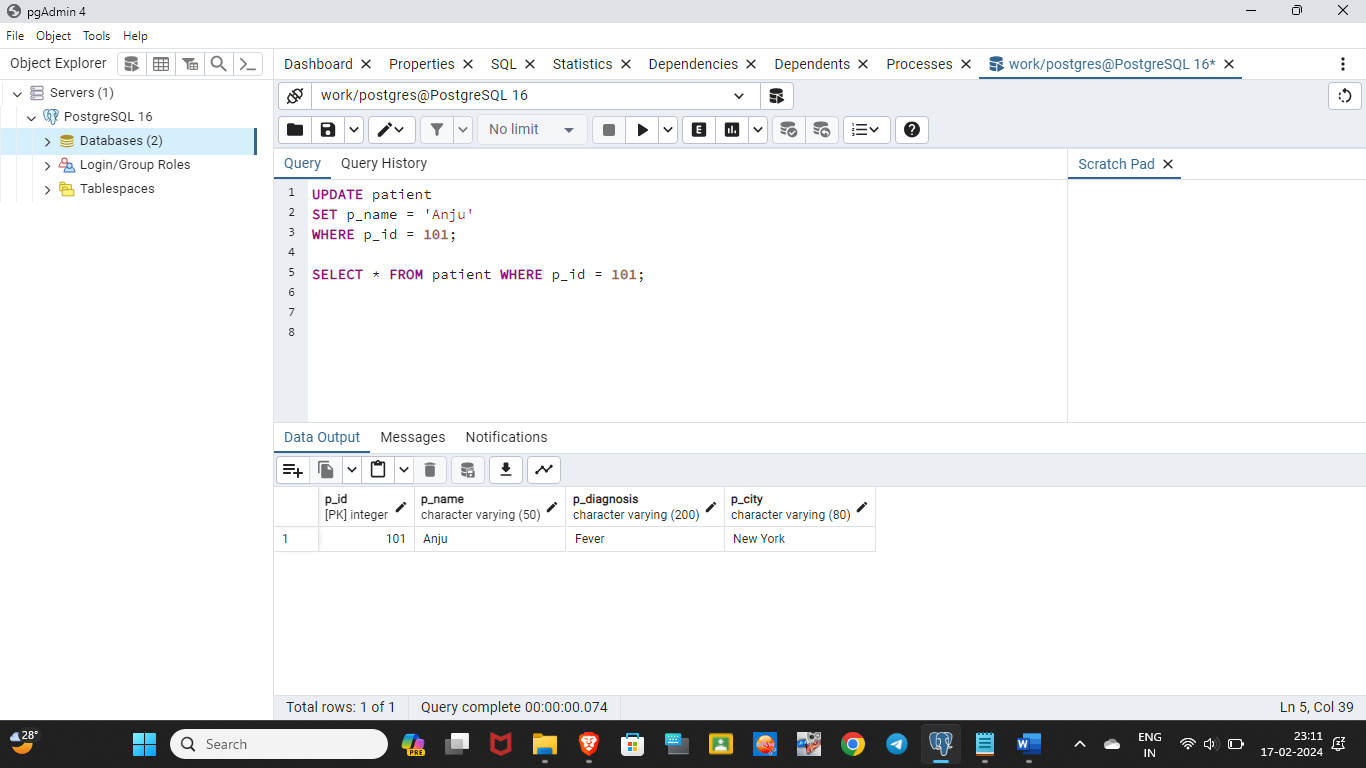 pgAdmin 4
File Object Tools Help
Object Explorer
Dashboard Properties SQL Statistics Dependencies Dependents Processes work/postgres@PostgreSQL 16*
Servers (1)
PostgreSQL 16
Databases (2)
Login/Group Roles
Tablespaces
work/postgres@PostgreSQL 16
No limit
E
Query Query History
Scratch Pad
1 UPDATE patient
2 SET p_name = 'Anju'
3 WHERE p_id = 101;
4
5 SELECT * FROM patient WHERE p_id = 101;
6
7
8
Data Output Messages Notifications
p_id p_name p_diagnosis p_city
[PK] integer character varying (50) character varying (200) character varying (80)
1 101 Anju Fever New York
Total rows: 1 of 1 Query complete 00:00:00.074 Ln 5, Col 39
28°
Search
PRE
W
ENG
IN
23:11
17-02-2024